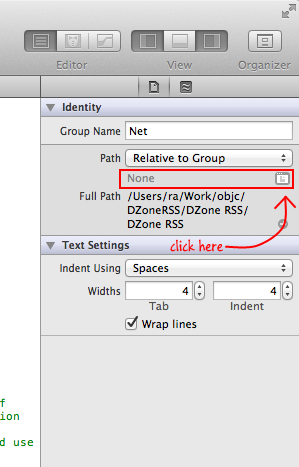 Editor View Organizer
Identity
Group Name Net
Path Relative to Group
None
Full Path /Users/ra/Work/objc/
DZoneRSS/DZone RSS/
DZone RSS
click here
Text Settings
Indent Using Spaces
Widths 4 4
Tab Indent
Wrap lines
f
ion
d use